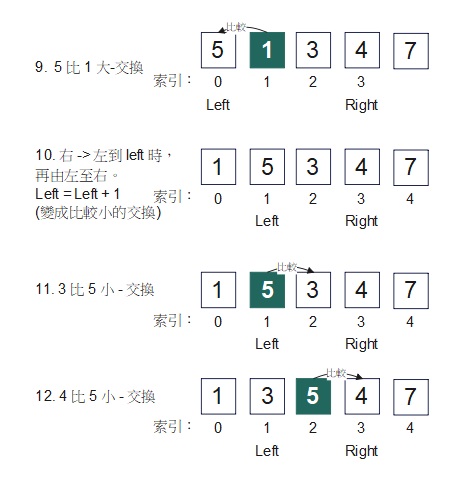 比較
9. 5 比 1 大-交換
5 1 3 4 7
索引： 0 1 2 3
Left Right
10. 右 -> 左到 left 時，
再由左至右。
Left = Left + 1
(變成比較小的交換)
1 5 3 4 7
索引： 0 1 2 3 4
Left Right
比較
11. 3 比 5 小 - 交換
1 5 3 4 7
索引： 0 1 2 3 4
Left Right
比較
12. 4 比 5 小 - 交換
1 3 5 4 7
索引： 0 1 2 3 4
Left Right